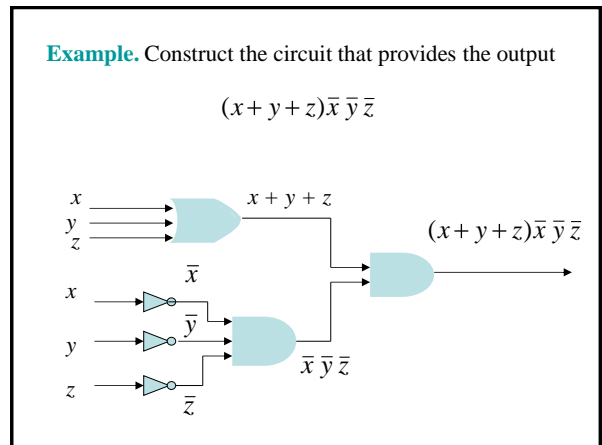 Example. Construct the circuit that provides the output
(x + y + z)x̄ ȳ z̄
x
y
z
x + y + z
(x + y + z)x̄ ȳ z̄
x̄
x
ȳ
y
x̄ ȳ z̄
z
z̄